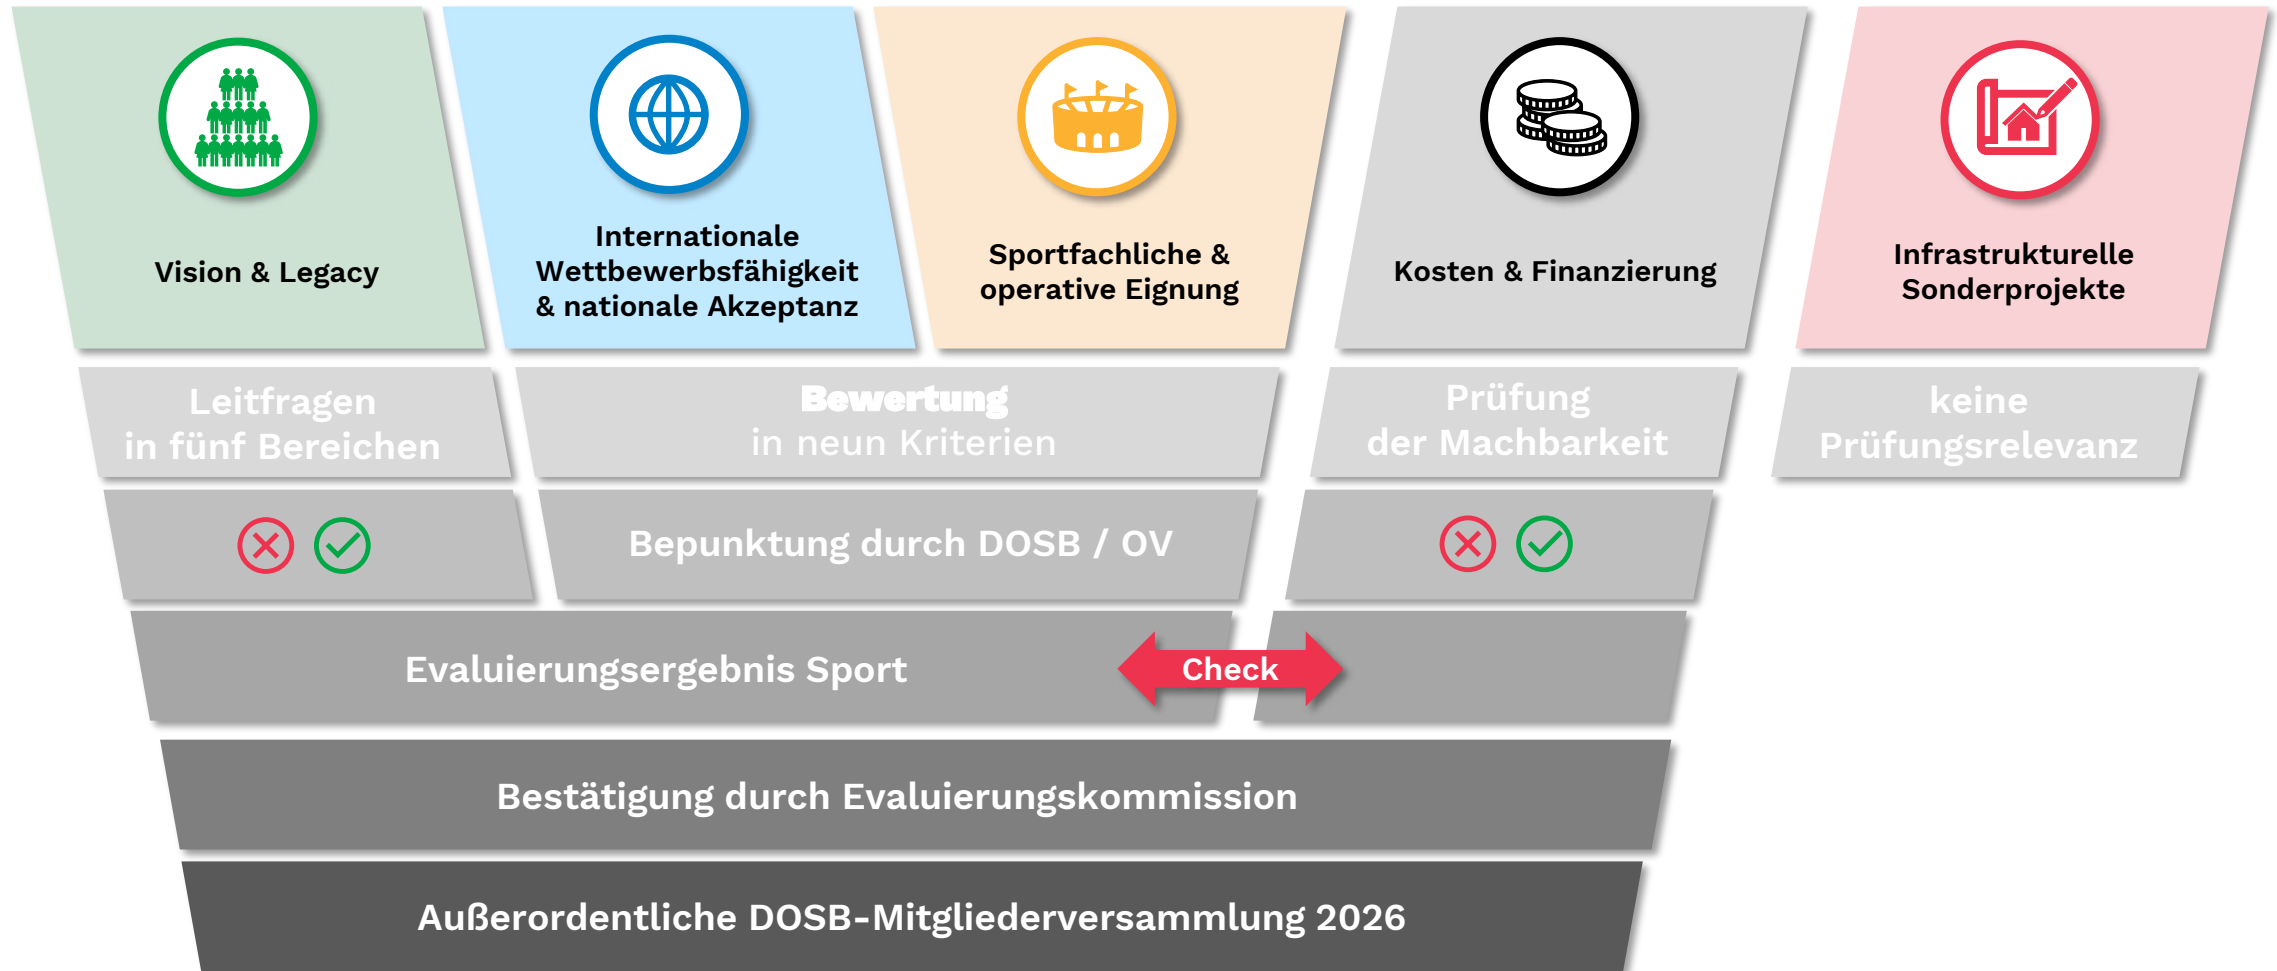 Vision & Legacy
Internationale
Wettbewerbsfähigkeit
& nationale Akzeptanz
Sportfachliche &
operative Eignung
Kosten & Finanzierung
Infrastrukturelle
Sonderprojekte
Leitfragen
in fünf Bereichen
Bewertung
in neun Kriterien
Prüfung
der Machbarkeit
keine
Prüfungsrelevanz
Bepunktung durch DOSB / OV
Evaluierungsergebnis Sport
Check
Bestätigung durch Evaluierungskommission
Außerordentliche DOSB-Mitgliederversammlung 2026